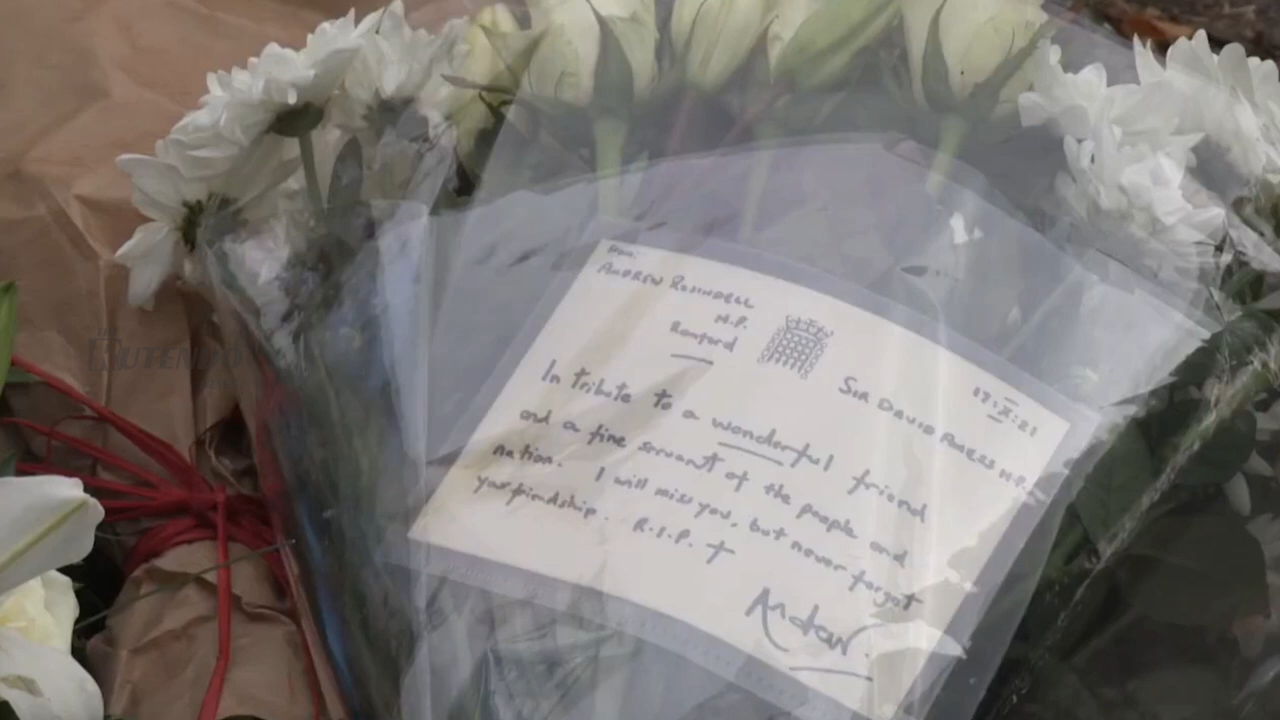 From:
ANDREW ROSINDELL
M.P.
Romford
17:X:21
SIR DAVID AMESS M.P.
In tribute to a wonderful friend
and a fine servant of the people and
nation. I will miss you, but never forget
your friendship. R.I.P. †
Andrew